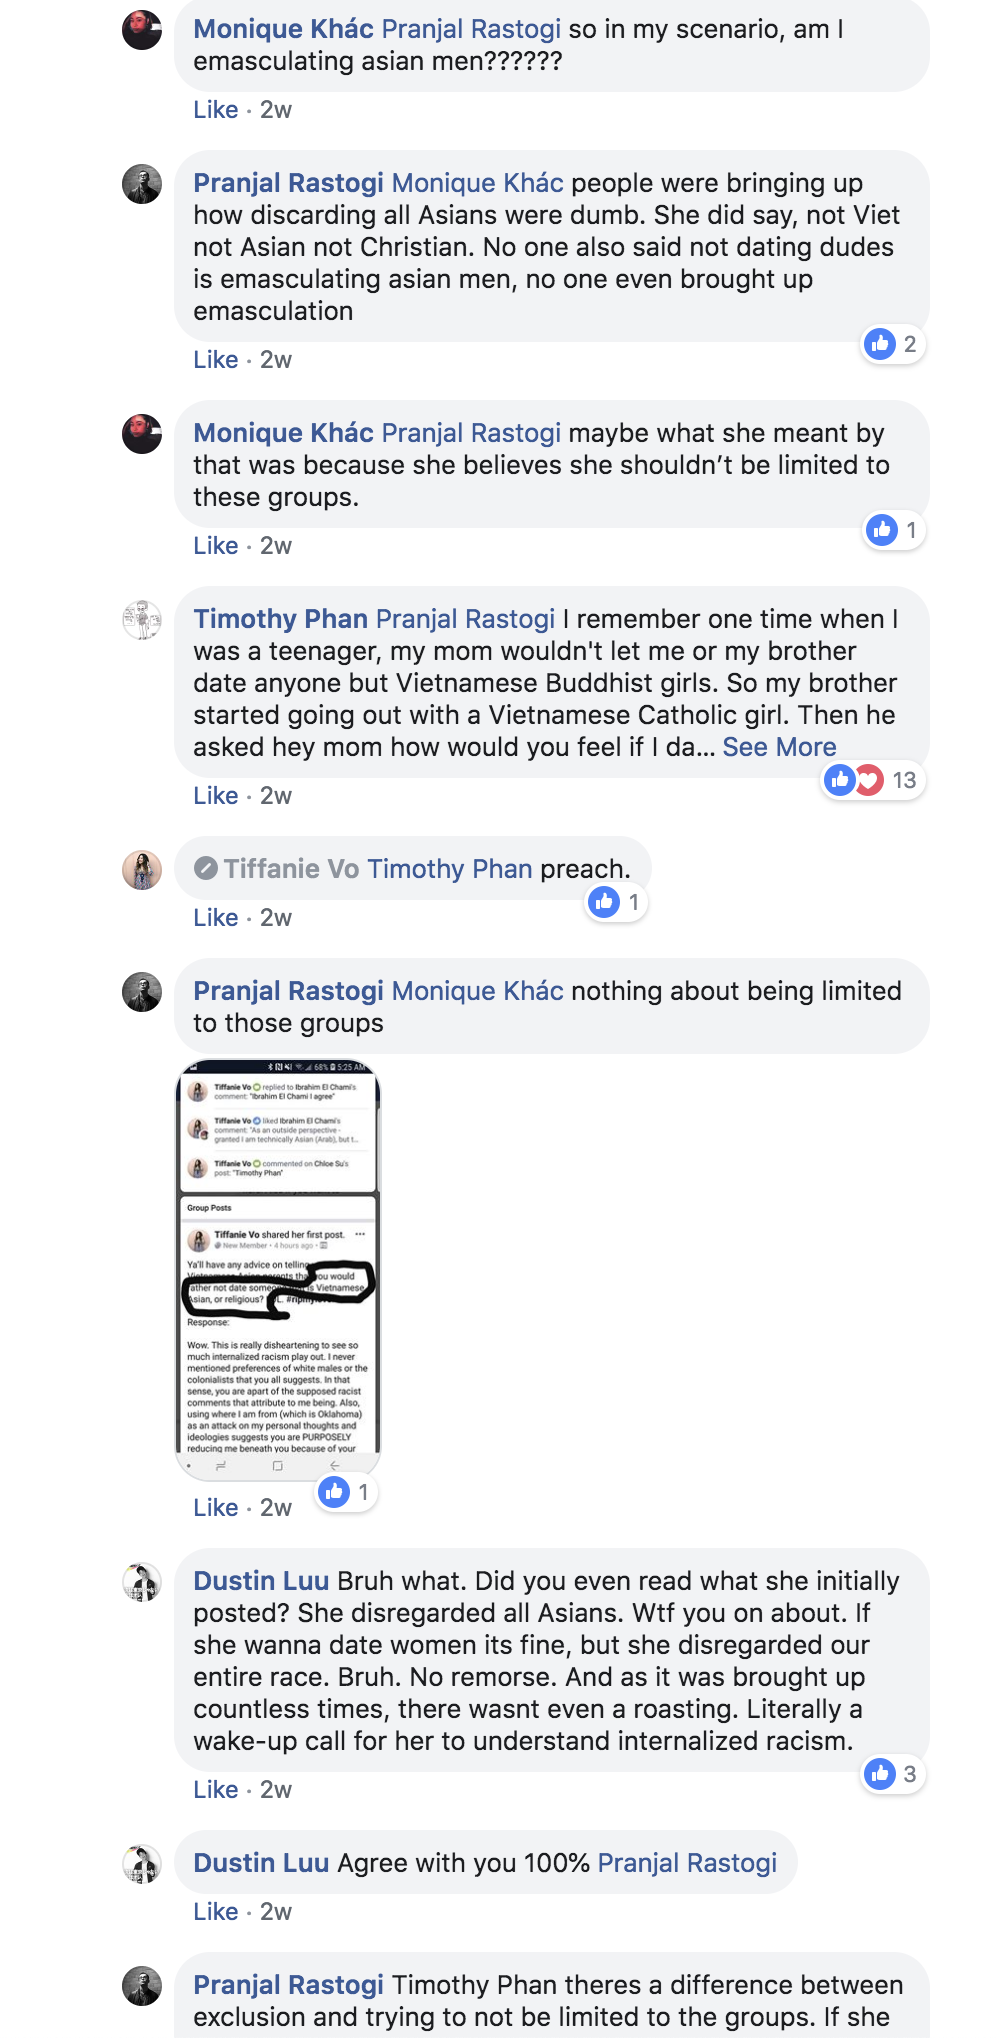 Monique Khác Pranjal Rastogi so in my scenario, am I
emasculating asian men??????
Like · 2w
Pranjal Rastogi Monique Khác people were bringing up
how discarding all Asians were dumb. She did say, not Viet
not Asian not Christian. No one also said not dating dudes
is emasculating asian men, no one even brought up
emasculation
2
Like · 2w
Monique Khác Pranjal Rastogi maybe what she meant by
that was because she believes she shouldn't be limited to
these groups.
1
Like · 2w
Timothy Phan Pranjal Rastogi I remember one time when I
was a teenager, my mom wouldn't let me or my brother
date anyone but Vietnamese Buddhist girls. So my brother
started going out with a Vietnamese Catholic girl. Then he
asked hey mom how would you feel if I da... See More
13
Like · 2w
Tiffanie Vo Timothy Phan preach.
1
Like · 2w
Pranjal Rastogi Monique Khác nothing about being limited
to those groups
68% 5:25 AM
Tiffanie Vo replied to Ibrahim El Chami's
comment: "Ibrahim El Chami I agree"
Tiffanie Vo liked Ibrahim El Chami's
comment: "As an outside perspective -
granted I am technically Asian (Arab), but t...
Tiffanie Vo commented on Chloe Su's
post: "Timothy Phan"
Group Posts
Tiffanie Vo shared her first post. ...
New Member · 4 hours ago ·
Ya'll have any advice on telling
you would
not date is Vietnamese
Asian, or religious?
Response:
Wow. This is really disheartening to see so
much internalized racism play out. I never
mentioned preferences of white males or the
colonialists that you all suggests. In that
sense, you are apart of the supposed racist
comments that attribute to me being. Also,
using where I am from (which is Oklahoma)
as an attack on my personal thoughts and
ideologies suggests you are PURPOSELY
reducing me beneath you because of your
1
Like · 2w
Dustin Luu Bruh what. Did you even read what she initially
posted? She disregarded all Asians. Wtf you on about. If
she wanna date women its fine, but she disregarded our
entire race. Bruh. No remorse. And as it was brought up
countless times, there wasnt even a roasting. Literally a
wake-up call for her to understand internalized racism.
3
Like · 2w
Dustin Luu Agree with you 100% Pranjal Rastogi
Like · 2w
Pranjal Rastogi Timothy Phan theres a difference between
exclusion and trying to not be limited to the groups. If she